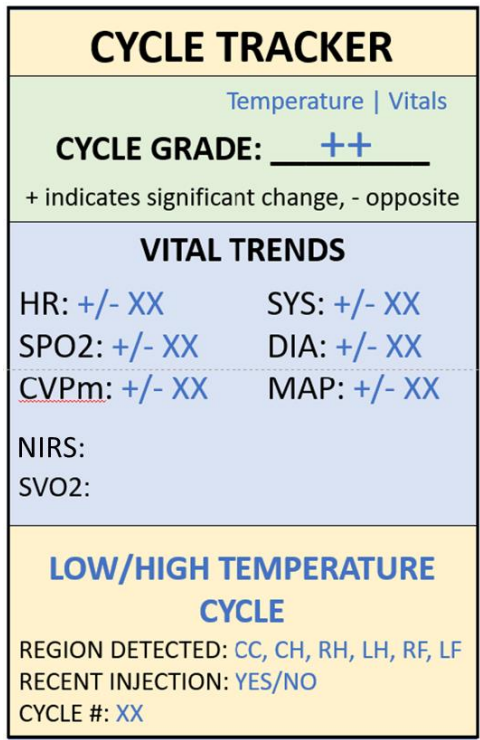 CYCLE TRACKER
Temperature | Vitals
CYCLE GRADE: ++
+ indicates significant change, - opposite
VITAL TRENDS
HR: +/- XX SYS: +/- XX
SPO2: +/- XX DIA: +/- XX
CVPm: +/- XX MAP: +/- XX
NIRS:
SVO2:
LOW/HIGH TEMPERATURE
CYCLE
REGION DETECTED: CC, CH, RH, LH, RF, LF
RECENT INJECTION: YES/NO
CYCLE #: XX